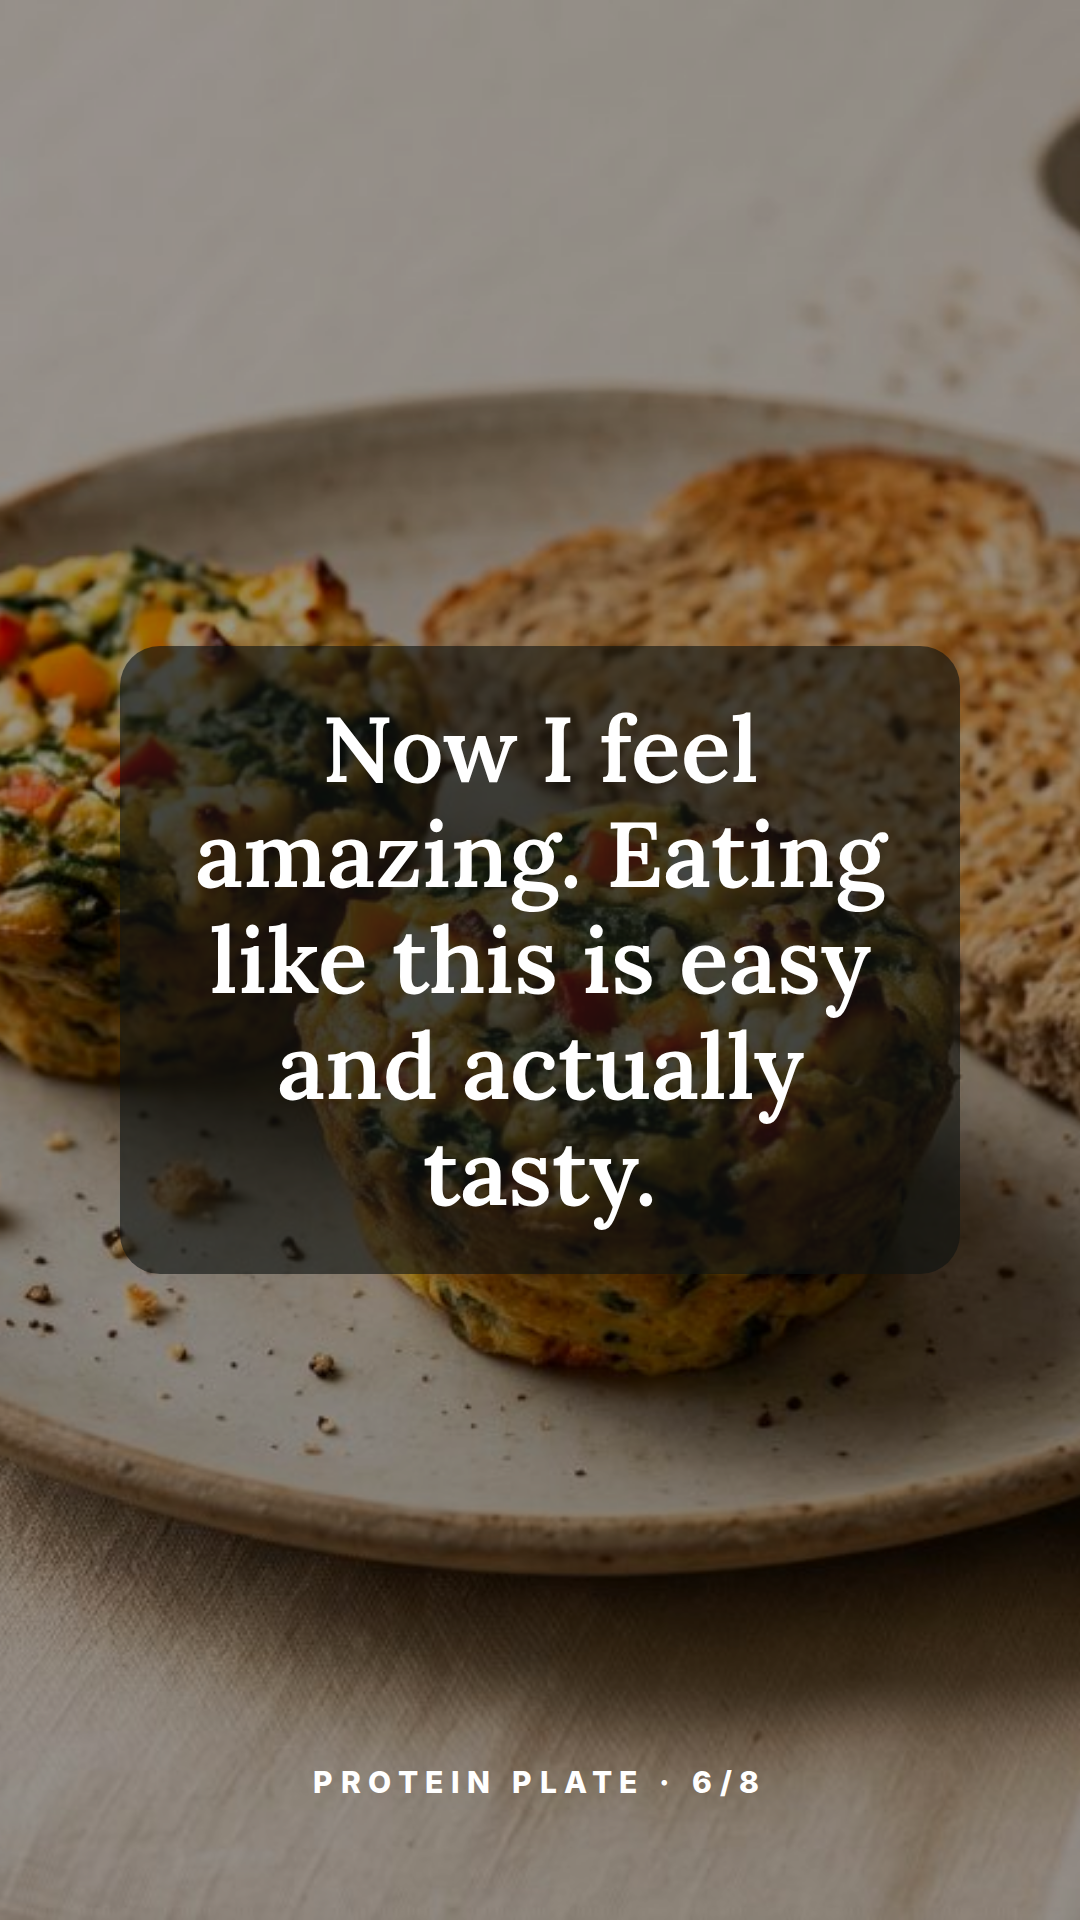 Now I feel
amazing. Eating
like this is easy
and actually
tasty.
PROTEIN PLATE · 6/8